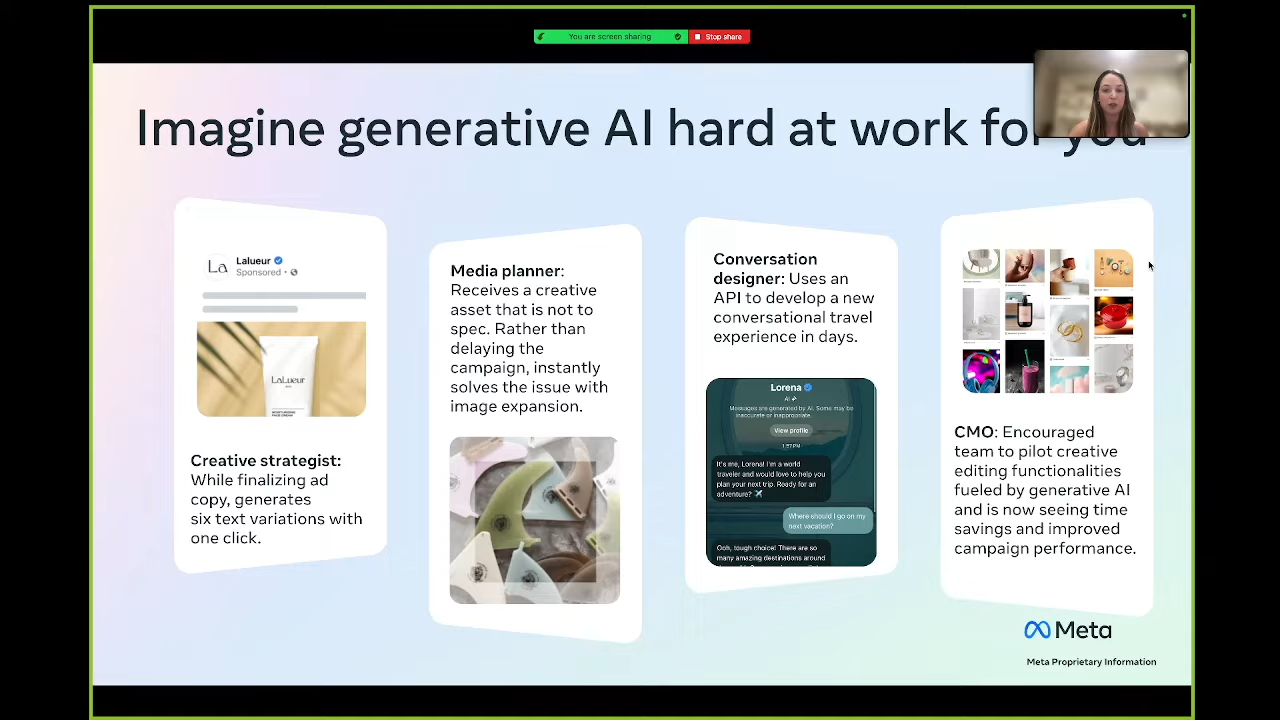 You are screen sharing
Stop share
Imagine generative AI hard at work for you
La
Lalueur
Sponsored
LaLueur
Creative strategist:
While finalizing ad
copy, generates
six text variations with
one click.
Media planner:
Receives a creative
asset that is not to
spec. Rather than
delaying the
campaign, instantly
solves the issue with
image expansion.
Conversation
designer: Uses an
API to develop a new
conversational travel
experience in days.
Lorena
AI
Messages are generated by AI. Some may be
inaccurate or inappropriate.
View profile
1:57 PM
It's me, Lorena! I'm a world
traveler and would love to help you
plan your next trip. Ready for an
adventure? ✈️
Where should I go on my
next vacation?
Ooh, tough choice! There are so
many amazing destinations around
CMO: Encouraged
team to pilot creative
editing functionalities
fueled by generative AI
and is now seeing time
savings and improved
campaign performance.
Meta
Meta Proprietary Information